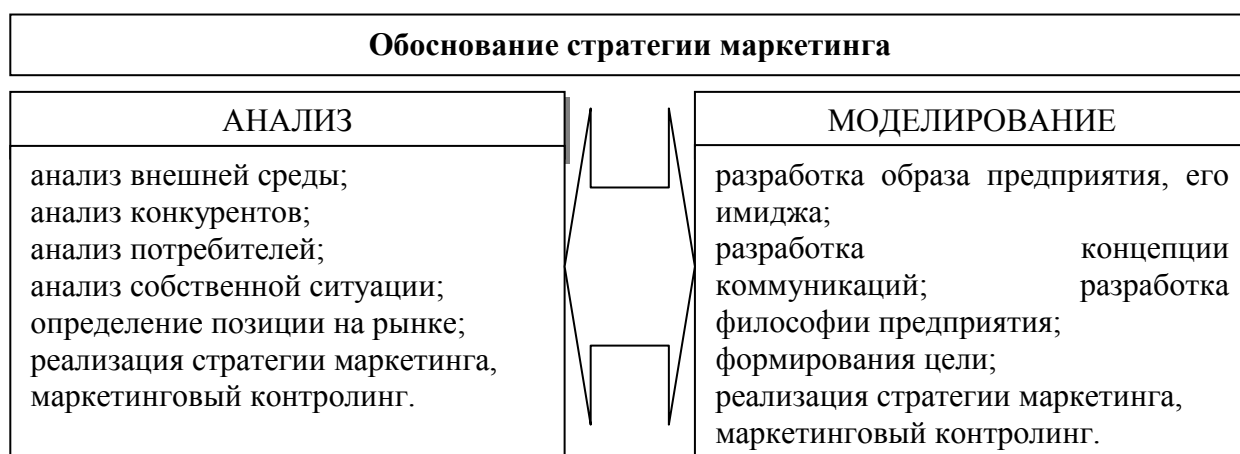 Обоснование стратегии маркетинга
АНАЛИЗ
анализ внешней среды;
анализ конкурентов;
анализ потребителей;
анализ собственной ситуации;
определение позиции на рынке;
реализация стратегии маркетинга,
маркетинговый контролинг.
МОДЕЛИРОВАНИЕ
разработка образа предприятия, его
имиджа;
разработка концепции
коммуникаций; разработка
философии предприятия;
формирования цели;
реализация стратегии маркетинга,
маркетинговый контролинг.